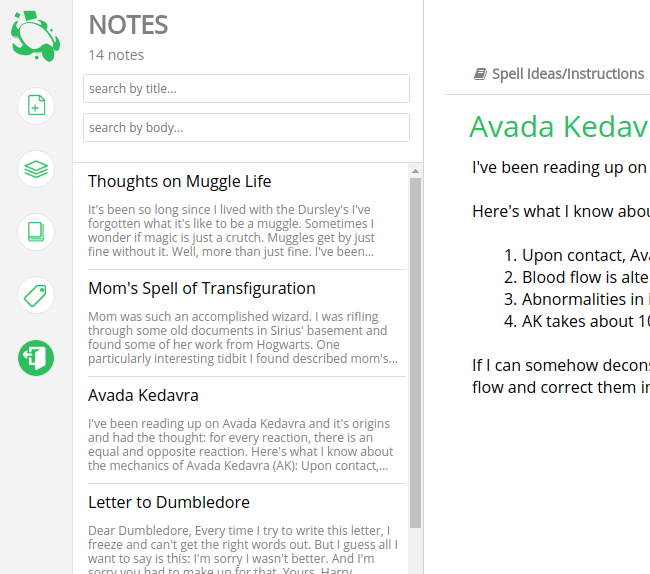 NOTES
14 notes
search by title...
search by body...
Thoughts on Muggle Life
It's been so long since I lived with the Dursley's I've
forgotten what it's like to be a muggle. Sometimes I
wonder if magic is just a crutch. Muggles get by just
fine without it. Well, more than just fine. I've been...
Mom's Spell of Transfiguration
Mom was such an accomplished wizard. I was rifling
through some old documents in Sirius' basement and
found some of her work from Hogwarts. One
particularly interesting tidbit I found described mom's...
Avada Kedavra
I've been reading up on Avada Kedavra and it's origins
and had the thought: for every reaction, there is an
equal and opposite reaction. Here's what I know about
the mechanics of Avada Kedavra (AK): Upon contact,...
Letter to Dumbledore
Dear Dumbledore, Every time I try to write this letter, I
freeze and can't get the right words out. But I guess all I
want to say is this: I'm sorry I wasn't better. And I'm
sorry you had to make up for that. Yours, Harry
Spell Ideas/Instructions
Avada Kedav
I've been reading up on
Here's what I know abou
1. Upon contact, Ava
2. Blood flow is alte
3. Abnormalities in
4. AK takes about 10
If I can somehow decons
flow and correct them in